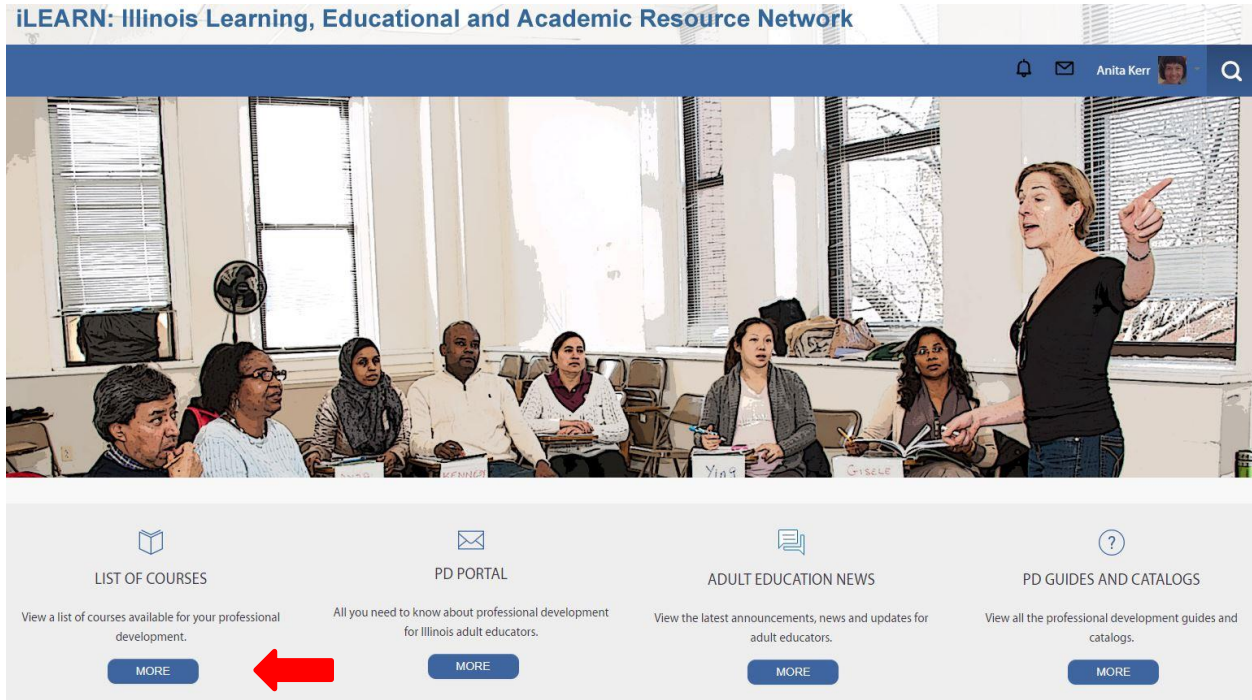 iLEARN: Illinois Learning, Educational and Academic Resource Network
Anita Kerr
KENNEDY
Ying
GISELE
LIST OF COURSES
View a list of courses available for your professional
development.
MORE
PD PORTAL
All you need to know about professional development
for Illinois adult educators.
MORE
ADULT EDUCATION NEWS
View the latest announcements, news and updates for
adult educators.
MORE
PD GUIDES AND CATALOGS
View all the professional development guides and
catalogs.
MORE